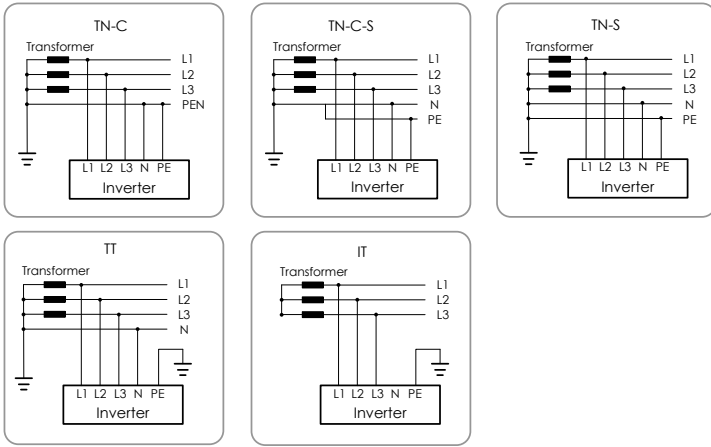 TN-C
Transformer
L1
L2
L3
PEN
L1 L2 L3 N PE
Inverter
TN-C-S
Transformer
L1
L2
L3
N
PE
L1 L2 L3 N PE
Inverter
TN-S
Transformer
L1
L2
L3
N
PE
L1 L2 L3 N PE
Inverter
TT
Transformer
L1
L2
L3
N
L1 L2 L3 N PE
Inverter
IT
Transformer
L1
L2
L3
L1 L2 L3 N PE
Inverter